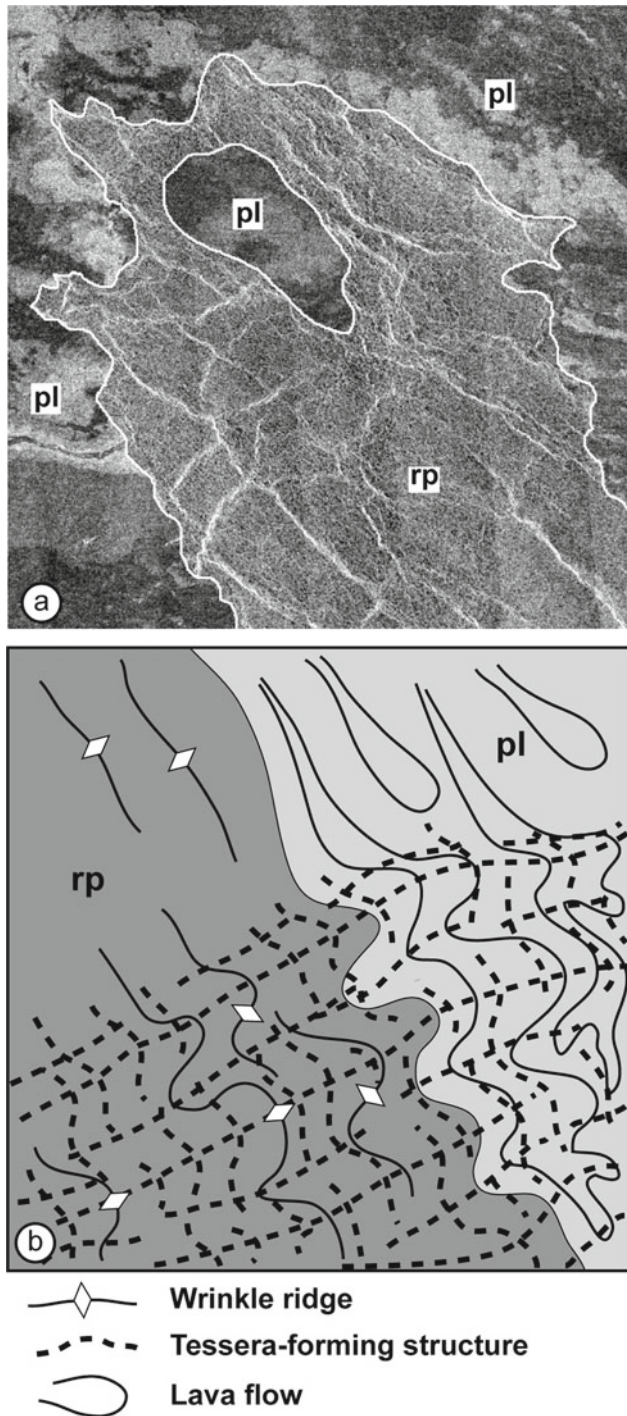 pl
pl
pl
rp
a
pl
rp
b
Wrinkle ridge
Tessera-forming structure
Lava flow